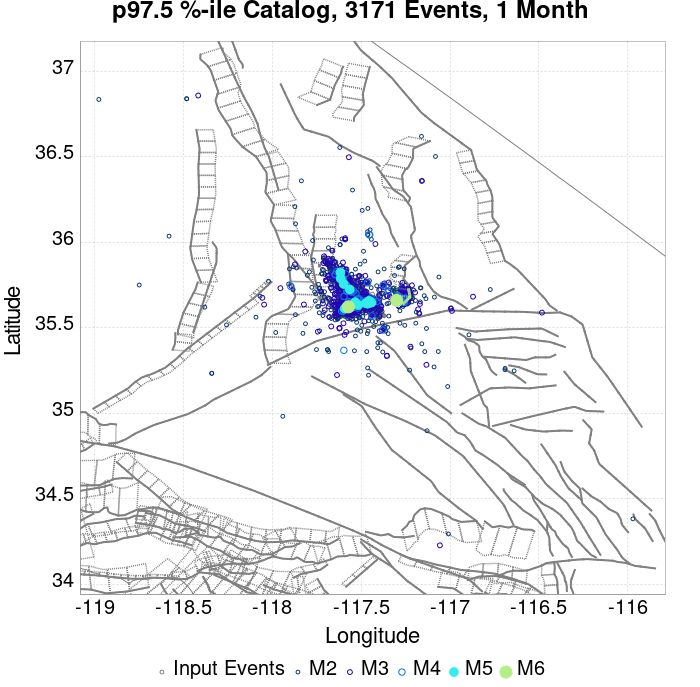 p97.5 %-ile Catalog, 3171 Events, 1 Month
37
36.5
36
35.5
35
34.5
34
Latitude
-119 -118.5 -118 -117.5 -117 -116.5 -116
Longitude
Input Events M2 M3 M4 M5 M6